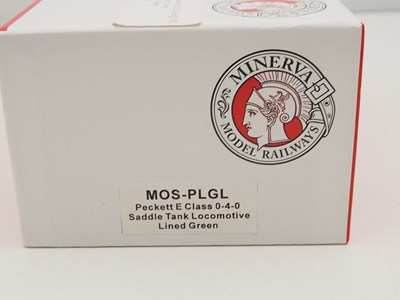 MINERVA
MODEL RAILWAYS
MOS-PLGL
Peckett E Class 0-4-0
Saddle Tank Locomotive
Lined Green